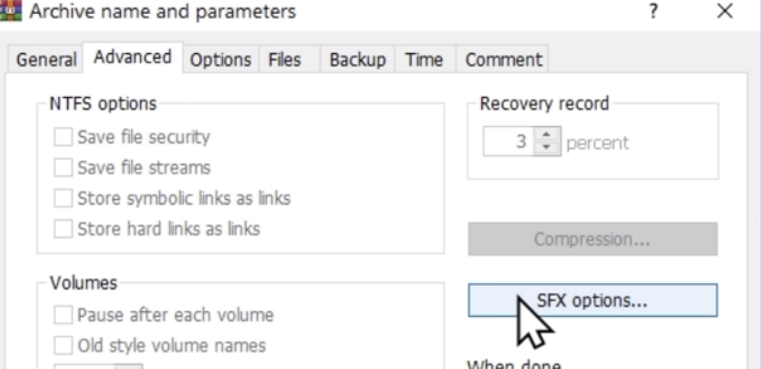 Archive name and parameters
?
General Advanced Options Files Backup Time Comment
NTFS options
Save file security
Save file streams
Store symbolic links as links
Store hard links as links
Recovery record
3 percent
Compression...
SFX options...
Volumes
Pause after each volume
Old style volume names
When done